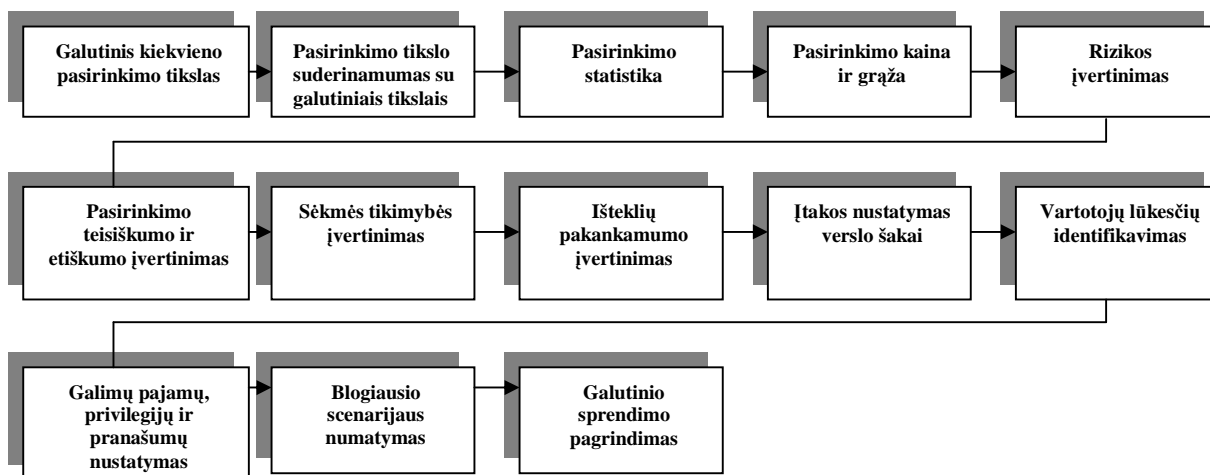 Galutinis kiekvieno
pasirinkimo tikslas
Pasirinkimo tikslo
suderinamumas su
galutiniais tikslais
Pasirinkimo
statistika
Pasirinkimo kaina
ir grąža
Rizikos
įvertinimas
Pasirinkimo
teisiškumo ir
etiškumo įvertinimas
Sėkmės tikimybės
įvertinimas
Išteklių
pakankamumo
įvertinimas
Įtakos nustatymas
verslo šakai
Vartotojų lūkesčių
identifikavimas
Galimų pajamų,
privilegijų ir
pranašumų
nustatymas
Blogiausio
scenarijaus
numatymas
Galutinio
sprendimo
pagrindimas